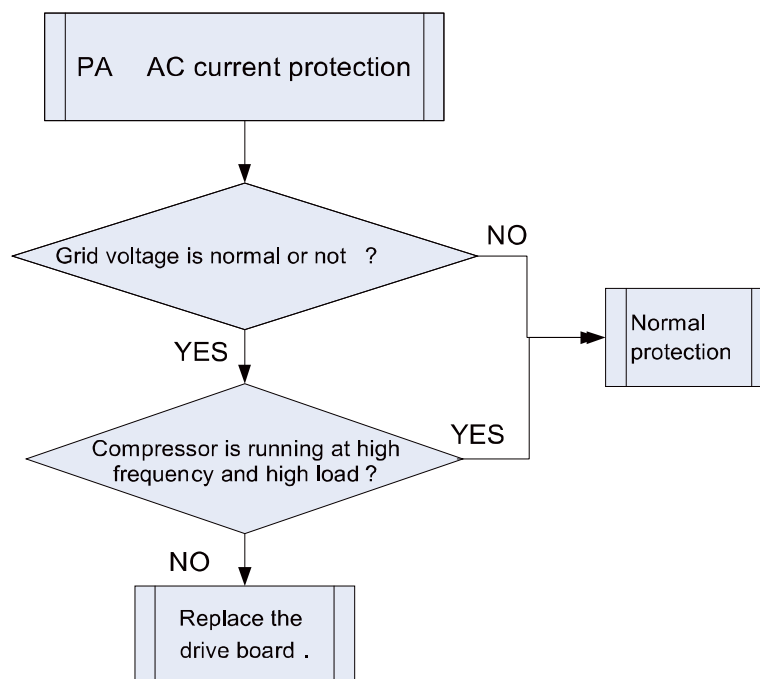 PA AC current protection
Grid voltage is normal or not ?
NO
Normal
protection
YES
Compressor is running at high
frequency and high load ?
YES
NO
Replace the
drive board .